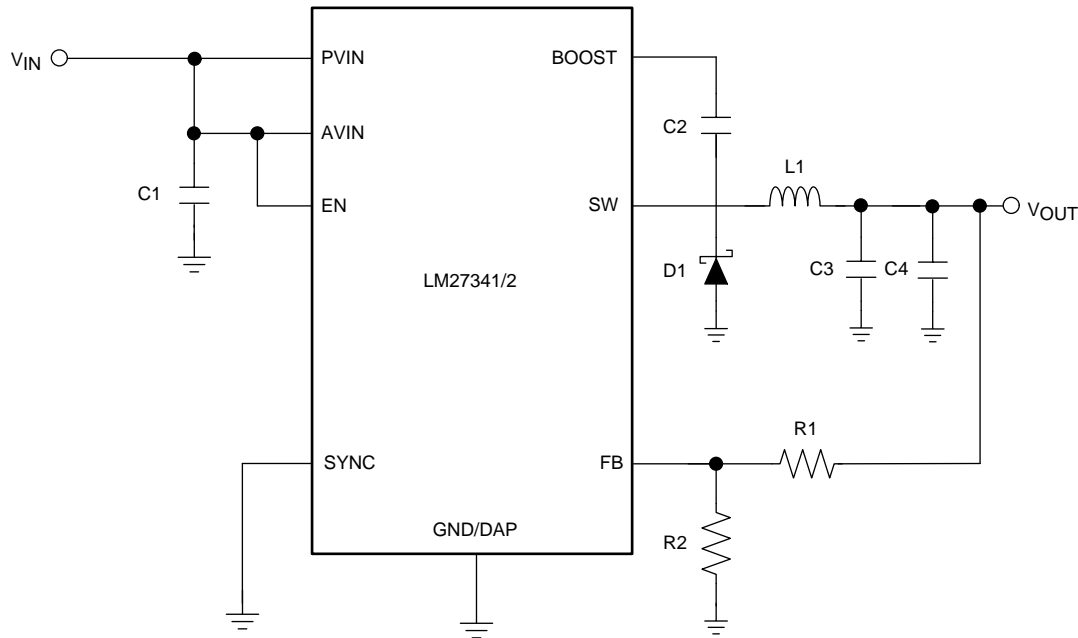 VIN
PVIN
BOOST
C2
AVIN
L1
C1
EN
SW
VOUT
D1
C3
C4
LM27341/2
R1
SYNC
FB
GND/DAP
R2